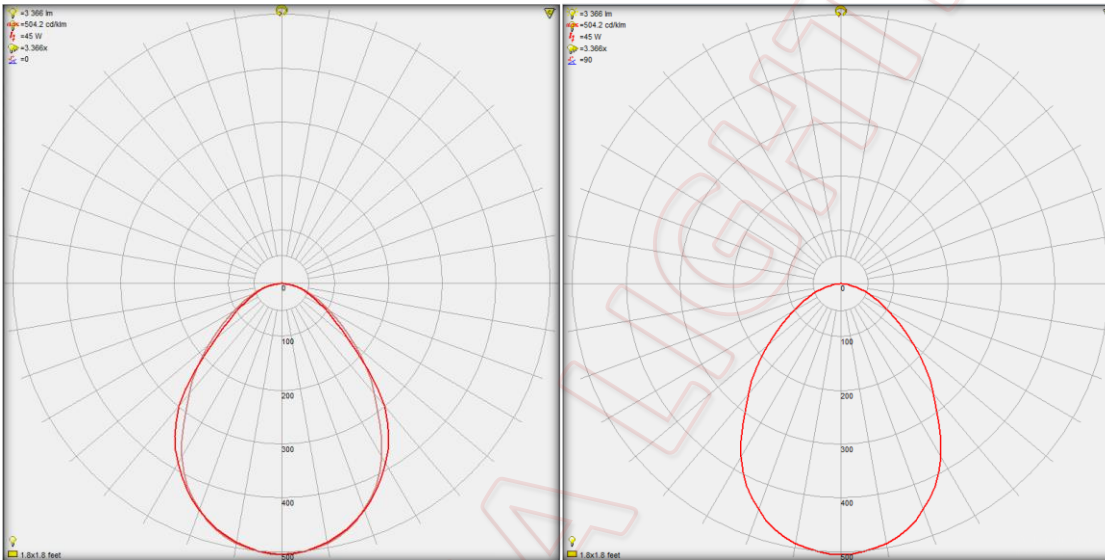 =3 366 lm
=504.2 cd/klm
=45 W
=3.366x
=0
0
100
200
300
400
500
1.8x1.8 feet
=3 366 lm
=504.2 cd/klm
=45 W
=3.366x
=90
0
100
200
300
400
500
1.8x1.8 feet
LIGHT